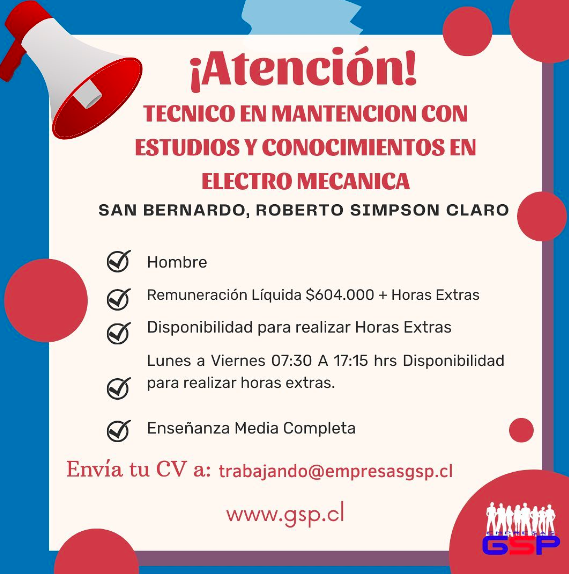 ¡Atención!
TECNICO EN MANTENCION CON
ESTUDIOS Y CONOCIMIENTOS EN
ELECTRO MECANICA
SAN BERNARDO, ROBERTO SIMPSON CLARO
Hombre
Remuneración Líquida $604.000 + Horas Extras
Disponibilidad para realizar Horas Extras
Lunes a Viernes 07:30 A 17:15 hrs Disponibilidad
para realizar horas extras.
Enseñanza Media Completa
Envía tu CV a: trabajando@empresasgsp.cl
www.gsp.cl
GSP